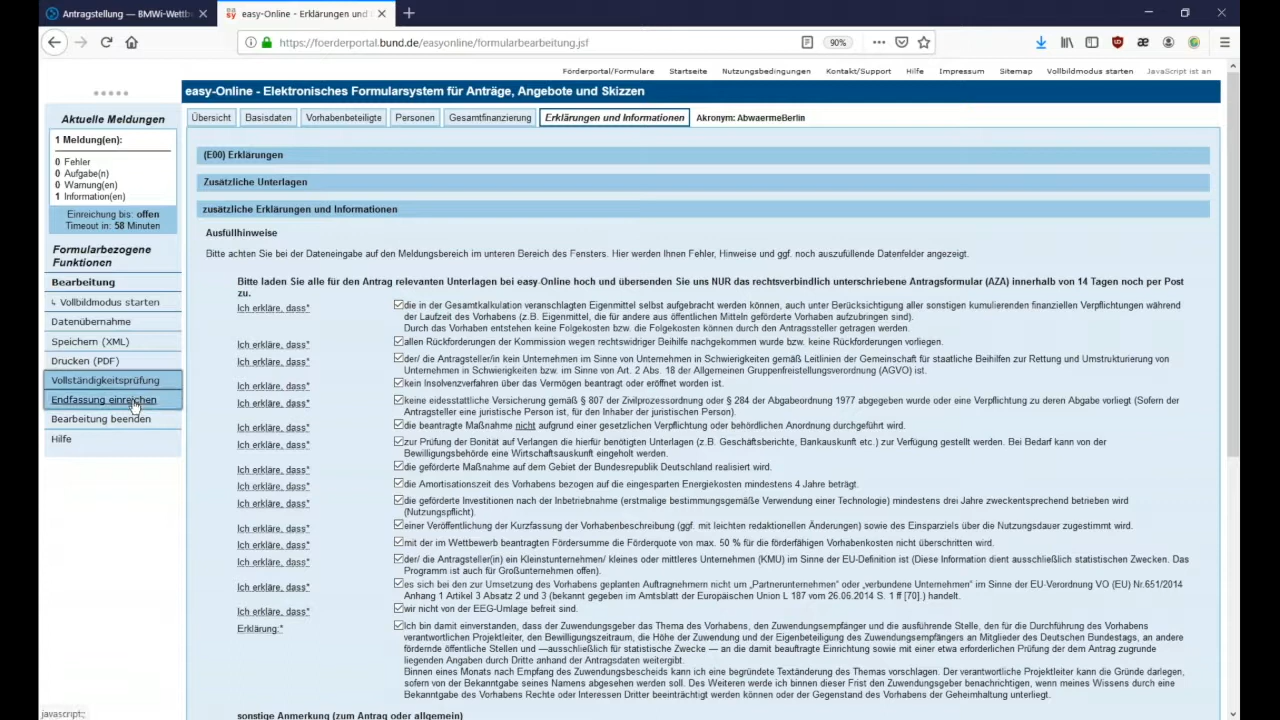 Antragstellung — BMWi-Wettb
easy-Online - Erklärungen und
https://foerderportal.bund.de/easyonline/formularbearbeitung.jsf
90%
Förderportal/Formulare Startseite Nutzungsbedingungen Kontakt/Support Hilfe Impressum Sitemap Vollbildmodus starten JavaScript ist an
easy-Online - Elektronisches Formularsystem für Anträge, Angebote und Skizzen
Übersicht Basisdaten Vorhabenbeteiligte Personen Gesamtfinanzierung Erklärungen und Informationen Akronym: AbwaermeBerlin
Aktuelle Meldungen
1 Meldung(en):
0 Fehler
0 Aufgabe(n)
0 Warnung(en)
1 Information(en)
Einreichung bis: offen
Timeout in: 58 Minuten
Formularbezogene
Funktionen
Bearbeitung
↳ Vollbildmodus starten
Datenübernahme
Speichern (XML)
Drucken (PDF)
Vollständigkeitsprüfung
Endfassung einreichen
Bearbeitung beenden
Hilfe
(E00) Erklärungen
Zusätzliche Unterlagen
zusätzliche Erklärungen und Informationen
Ausfüllhinweise
Bitte achten Sie bei der Dateneingabe auf den Meldungsbereich im unteren Bereich des Fensters. Hier werden Ihnen Fehler, Hinweise und ggf. noch auszufüllende Datenfelder angezeigt.
Bitte laden Sie alle für den Antrag relevanten Unterlagen bei easy-Online hoch und übersenden Sie uns NUR das rechtsverbindlich unterschriebene Antragsformular (AZA) innerhalb von 14 Tagen noch per Post
zu.
Ich erkläre, dass* die in der Gesamtkalkulation veranschlagten Eigenmittel selbst aufgebracht werden können, auch unter Berücksichtigung aller sonstigen kumulierenden finanziellen Verpflichtungen während
der Laufzeit des Vorhabens (z.B. Eigenmittel, die für andere aus öffentlichen Mitteln geförderte Vorhaben aufzubringen sind).
Durch das Vorhaben entstehen keine Folgekosten bzw. die Folgekosten können durch den Antragssteller getragen werden.
Ich erkläre, dass* allen Rückforderungen der Kommission wegen rechtswidriger Beihilfe nachgekommen wurde bzw. keine Rückforderungen vorliegen.
Ich erkläre, dass* der/ die Antragsteller/in kein Unternehmen im Sinne von Unternehmen in Schwierigkeiten gemäß Leitlinien der Gemeinschaft für staatliche Beihilfen zu Rettung und Umstrukturierung von
Unternehmen in Schwierigkeiten bzw. im Sinne von Art. 2 Abs. 18 der Allgemeinen Gruppenfreistellungsverordnung (AGVO) ist.
Ich erkläre, dass* kein Insolvenzverfahren über das Vermögen beantragt oder eröffnet worden ist.
Ich erkläre, dass* keine eidesstattliche Versicherung gemäß § 807 der Zivilprozessordnung oder § 284 der Abgabeordnung 1977 abgegeben wurde oder eine Verpflichtung zu deren Abgabe vorliegt (Sofern der
Antragsteller eine juristische Person ist, für den Inhaber der juristischen Person).
Ich erkläre, dass* die beantragte Maßnahme nicht aufgrund einer gesetzlichen Verpflichtung oder behördlichen Anordnung durchgeführt wird.
Ich erkläre, dass* zur Prüfung der Bonität auf Verlangen die hierfür benötigten Unterlagen (z.B. Geschäftsberichte, Bankauskunft etc.) zur Verfügung gestellt werden. Bei Bedarf kann von der
Bewilligungsbehörde eine Wirtschaftsauskunft eingeholt werden.
Ich erkläre, dass* die geförderte Maßnahme auf dem Gebiet der Bundesrepublik Deutschland realisiert wird.
Ich erkläre, dass* die Amortisationszeit des Vorhabens bezogen auf die eingesparten Energiekosten mindestens 4 Jahre beträgt.
Ich erkläre, dass* die geförderte Investitionen nach der Inbetriebnahme (erstmalige bestimmungsgemäße Verwendung einer Technologie) mindestens drei Jahre zweckentsprechend betrieben wird
(Nutzungspflicht).
Ich erkläre, dass* einer Veröffentlichung der Kurzfassung der Vorhabenbeschreibung (ggf. mit leichten redaktionellen Änderungen) sowie des Einsparziels über die Nutzungsdauer zugestimmt wird.
Ich erkläre, dass* mit der im Wettbewerb beantragten Fördersumme die Förderquote von max. 50 % für die förderfähigen Vorhabenkosten nicht überschritten wird.
Ich erkläre, dass* der/ die Antragsteller(in) ein Kleinstunternehmen/ kleines oder mittleres Unternehmen (KMU) im Sinne der EU-Definition ist (Diese Information dient ausschließlich statistischen Zwecken. Das
Programm ist auch für Großunternehmen offen).
Ich erkläre, dass* es sich bei den zur Umsetzung des Vorhabens geplanten Auftragnehmern nicht um „Partnerunternehmen" oder „verbundene Unternehmen" im Sinne der EU-Verordnung VO (EU) Nr.651/2014
Anhang 1 Artikel 3 Absatz 2 und 3 (bekannt gegeben im Amtsblatt der Europäischen Union L 187 vom 26.06.2014 S. 1 ff [70].) handelt.
Ich erkläre, dass* wir nicht von der EEG-Umlage befreit sind.
Erklärung:* Ich bin damit einverstanden, dass der Zuwendungsgeber das Thema des Vorhabens, den Zuwendungsempfänger und die ausführende Stelle, den für die Durchführung des Vorhabens
verantwortlichen Projektleiter, den Bewilligungszeitraum, die Höhe der Zuwendung und der Eigenbeteiligung des Zuwendungsempfängers an Mitglieder des Deutschen Bundestags, an andere
fördernde öffentliche Stellen und —ausschließlich für statistische Zwecke — an die damit beauftragte Einrichtung sowie mit einer etwa erforderlichen Prüfung der dem Antrag zugrunde
liegenden Angaben durch Dritte anhand der Antragsdaten weitergibt.
Binnen eines Monats nach Empfang des Zuwendungsbescheids kann ich eine begründete Textänderung des Themas vorschlagen. Der verantwortliche Projektleiter kann die Gründe darlegen,
sofern von der Bekanntgabe seines Namens abgesehen werden soll. Des Weiteren werde ich binnen dieser Frist den Zuwendungsgeber benachrichtigen, wenn meines Wissens durch eine
Bekanntgabe des Vorhabens Rechte oder Interessen Dritter beeinträchtigt werden können oder der Gegenstand des Vorhabens der Geheimhaltung unterliegt.
sonstige Anmerkung (zum Antrag oder allgemein)
javascript:;